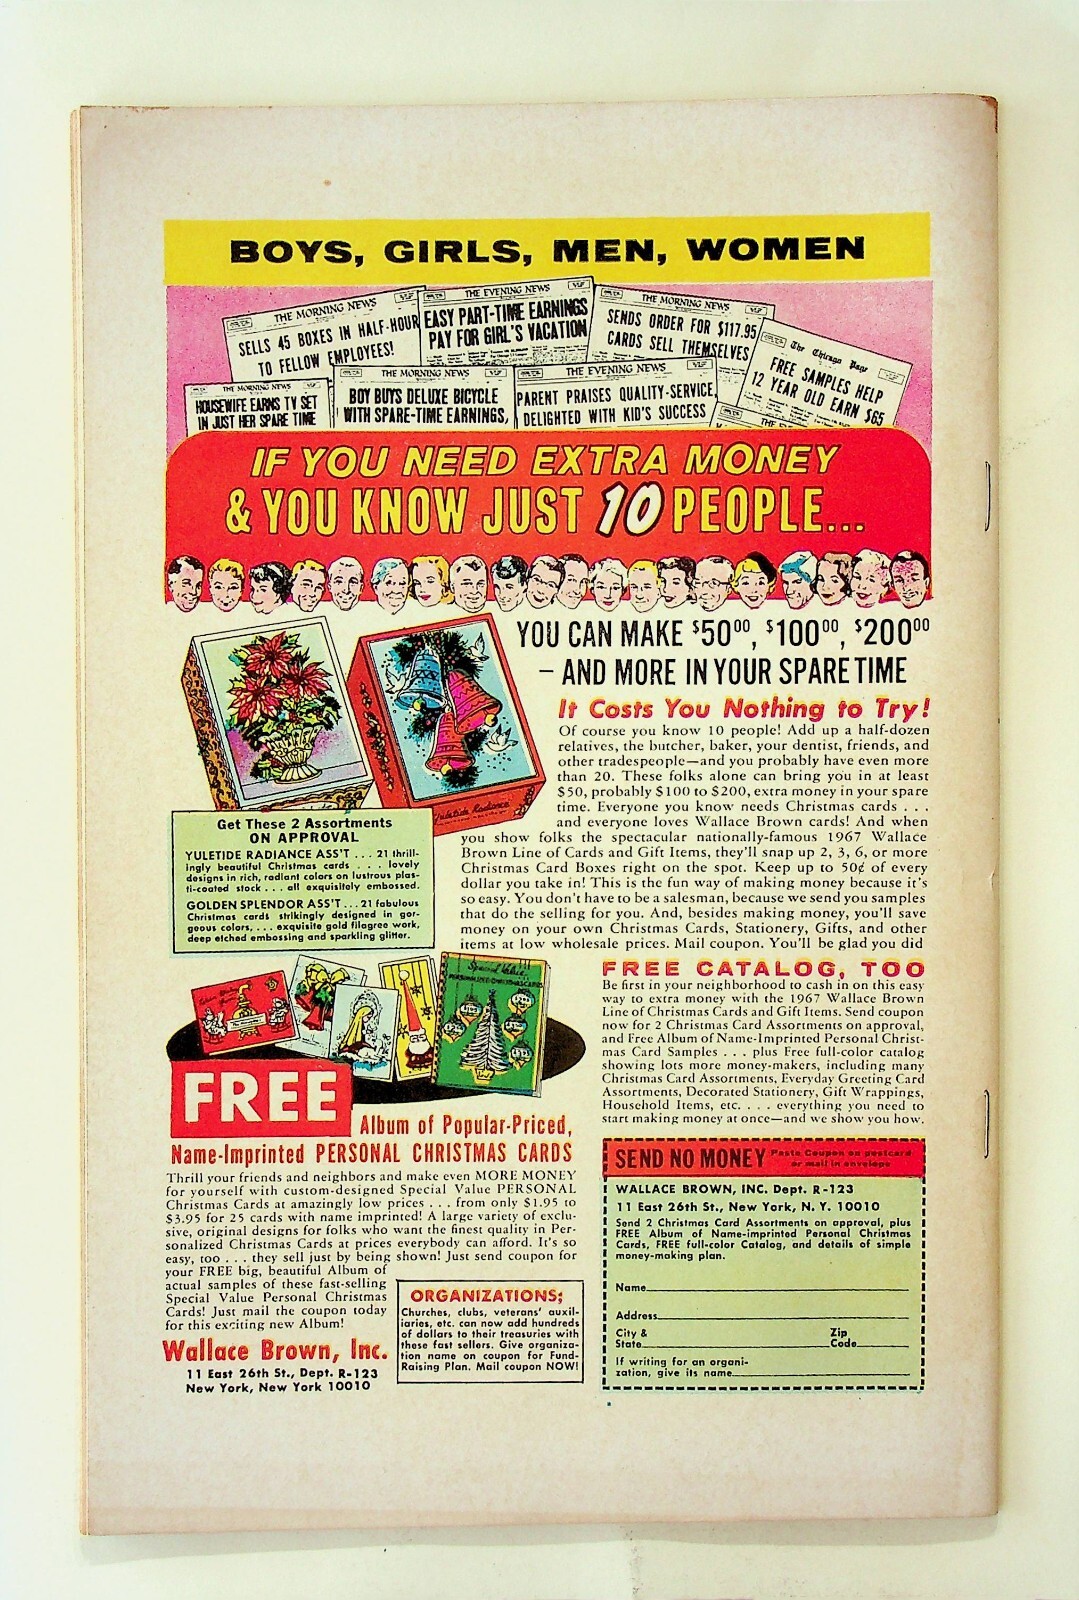 BOYS, GIRLS, MEN, WOMEN
THE MORNING NEWS
SELLS 45 BOXES IN HALF-HOUR
TO FELLOW EMPLOYEES!
THE EVENING NEWS
EASY PART-TIME EARNINGS
PAY FOR GIRL'S VACATION
THE MORNING NEWS
SENDS ORDER FOR $117.95
CARDS SELL THEMSELVES
The Chicago Page
FREE SAMPLES HELP
12 YEAR OLD EARN $65
THE MORNING NEWS
HOUSEWIFE EARNS TV SET
IN JUST HER SPARE TIME
THE MORNING NEWS
BOY BUYS DELUXE BICYCLE
WITH SPARE-TIME EARNINGS,
THE EVENING NEWS
PARENT PRAISES QUALITY-SERVICE,
DELIGHTED WITH KID'S SUCCESS
IF YOU NEED EXTRA MONEY
& YOU KNOW JUST 10 PEOPLE...
YOU CAN MAKE $50⁰⁰, $100⁰⁰, $200⁰⁰
– AND MORE IN YOUR SPARE TIME
It Costs You Nothing to Try!
Of course you know 10 people! Add up a half-dozen
relatives, the butcher, baker, your dentist, friends, and
other tradespeople—and you probably have even more
than 20. These folks alone can bring you in at least
$50, probably $100 to $200, extra money in your spare
time. Everyone you know needs Christmas cards . . .
and everyone loves Wallace Brown cards! And when
you show folks the spectacular nationally-famous 1967 Wallace
Brown Line of Cards and Gift Items, they'll snap up 2, 3, 6, or more
Christmas Card Boxes right on the spot. Keep up to 50¢ of every
dollar you take in! This is the fun way of making money because it's
so easy. You don't have to be a salesman, because we send you samples
that do the selling for you. And, besides making money, you'll save
money on your own Christmas Cards, Stationery, Gifts, and other
items at low wholesale prices. Mail coupon. You'll be glad you did
Yuletide Radiance
Get These 2 Assortments
ON APPROVAL
YULETIDE RADIANCE ASS'T . . . 21 thrill-
ingly beautiful Christmas cards . . . lovely
designs in rich, radiant colors on lustrous plas-
ti-coated stock . . . all exquisitely embossed.
GOLDEN SPLENDOR ASS'T . . . 21 fabulous
Christmas cards strikingly designed in gor-
geous colors, . . . exquisite gold filagree work,
deep etched embossing and sparkling glitter.
Special Value
PERSONALIZED CHRISTMAS CARDS
FREE
Album of Popular-Priced,
Name-Imprinted PERSONAL CHRISTMAS CARDS
Thrill your friends and neighbors and make even MORE MONEY
for yourself with custom-designed Special Value PERSONAL
Christmas Cards at amazingly low prices . . . from only $1.95 to
$3.95 for 25 cards with name imprinted! A large variety of exclu-
sive, original designs for folks who want the finest quality in Per-
sonalized Christmas Cards at prices everybody can afford. It's so
easy, too . . . they sell just by being shown! Just send coupon for
your FREE big, beautiful Album of
actual samples of these fast-selling
Special Value Personal Christmas
Cards! Just mail the coupon today
for this exciting new Album!
Wallace Brown, Inc.
11 East 26th St., Dept. R-123
New York, New York 10010
ORGANIZATIONS;
Churches, clubs, veterans' auxil-
iaries, etc. can now add hundreds
of dollars to their treasuries with
these fast sellers. Give organiza-
tion name on coupon for Fund-
Raising Plan. Mail coupon NOW!
FREE CATALOG, TOO
Be first in your neighborhood to cash in on this easy
way to extra money with the 1967 Wallace Brown
Line of Christmas Cards and Gift Items. Send coupon
now for 2 Christmas Card Assortments on approval,
and Free Album of Name-Imprinted Personal Christ-
mas Card Samples . . . plus Free full-color catalog
showing lots more money-makers, including many
Christmas Card Assortments, Everyday Greeting Card
Assortments, Decorated Stationery, Gift Wrappings,
Household Items, etc. . . . everything you need to
start making money at once—and we show you how.
SEND NO MONEY Paste Coupon on postcard
or mail in envelope
WALLACE BROWN, INC. Dept. R-123
11 East 26th St., New York, N. Y. 10010
Send 2 Christmas Card Assortments on approval, plus
FREE Album of Name-imprinted Personal Christmas
Cards, FREE full-color Catalog, and details of simple
money-making plan.
Name
Address
City & Zip
State Code
If writing for an organi-
zation, give its name